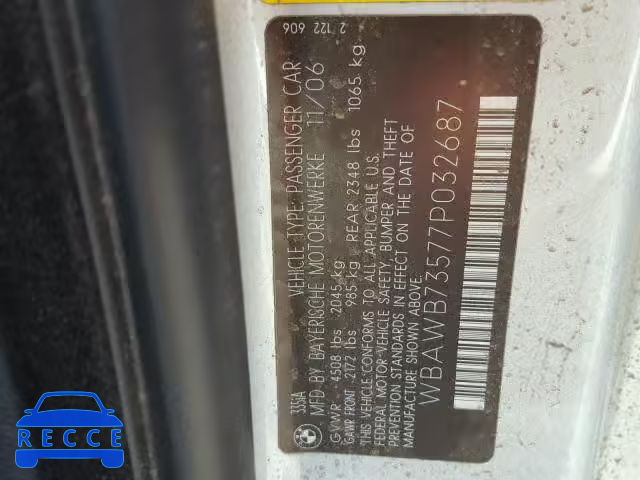 335IA VEHICLE TYPE: PASSENGER CAR
MFD BY BAYERISCHE MOTORENWERKE 11/06
GVWR 4508 lbs 2045 kg
GAWR FRONT 2172 lbs 985 kg REAR 2348 lbs 1065 kg
THIS VEHICLE CONFORMS TO ALL APPLICABLE U.S.
FEDERAL MOTOR VEHICLE SAFETY, BUMPER AND THEFT
PREVENTION STANDARDS IN EFFECT ON THE DATE OF
MANUFACTURE SHOWN ABOVE.
WBAWB73577P032687
2 122 606
RECCE